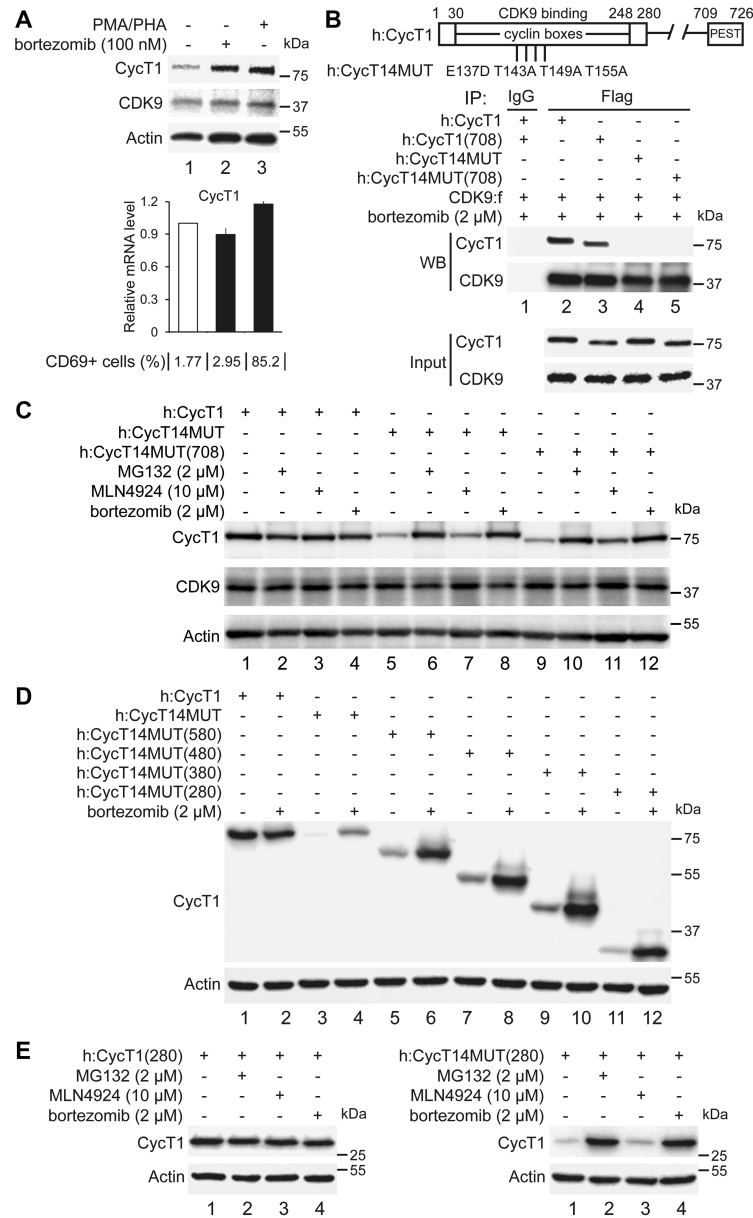 A
PMA/PHA - - +
bortezomib (100 nM) - + - kDa
CycT1 75
CDK9 37
Actin 55
1 2 3
CycT1
Relative mRNA level
1.2
0.9
0.6
0.3
0
CD69+ cells (%) 1.77 2.95 85.2
B
1 30 CDK9 binding 248 280 709 726
h:CycT1 cyclin boxes PEST
h:CycT14MUT E137D T143A T149A T155A
IP: IgG Flag
h:CycT1 + + - - -
h:CycT1(708) + - + - -
h:CycT14MUT - - - + -
h:CycT14MUT(708) - - - - +
CDK9:f + + + + +
bortezomib (2 µM) + + + + + kDa
WB
CycT1 75
CDK9 37
1 2 3 4 5
Input
CycT1 75
CDK9 37
C
h:CycT1 + + + + - - - - - - - -
h:CycT14MUT - - - - + + + + - - - -
h:CycT14MUT(708) - - - - - - - - + + + +
MG132 (2 µM) - + - - - + - - - + - -
MLN4924 (10 µM) - - + - - - + - - - + -
bortezomib (2 µM) - - - + - - - + - - - + kDa
CycT1 75
CDK9 37
Actin 55
1 2 3 4 5 6 7 8 9 10 11 12
D
h:CycT1 + + - - - - - - - - - -
h:CycT14MUT - - + + - - - - - - - -
h:CycT14MUT(580) - - - - + + - - - - - -
h:CycT14MUT(480) - - - - - - + + - - - -
h:CycT14MUT(380) - - - - - - - - + + - -
h:CycT14MUT(280) - - - - - - - - - - + +
bortezomib (2 µM) - + - + - + - + - + - + kDa
75
55
CycT1
37
Actin 55
1 2 3 4 5 6 7 8 9 10 11 12
E
h:CycT1(280) + + + +
MG132 (2 µM) - + - -
MLN4924 (10 µM) - - + -
bortezomib (2 µM) - - - + kDa
CycT1 25
Actin 55
1 2 3 4
h:CycT14MUT(280) + + + +
MG132 (2 µM) - + - -
MLN4924 (10 µM) - - + -
bortezomib (2 µM) - - - + kDa
CycT1 25
Actin 55
1 2 3 4